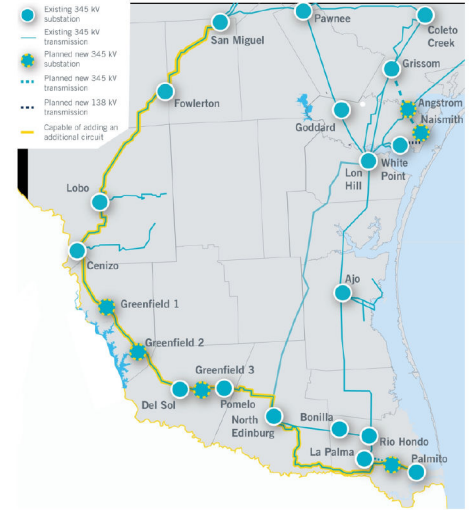 Existing 345 kV
substation
Existing 345 kV
transmission
Planned new 345 kV
substation
Planned new 345 kV
transmission
Planned new 138 kV
transmission
Capable of adding an
additional circuit
Pawnee
San Miguel
Coleto
Creek
Grissom
Fowlerton
Angstrom
Naismith
Goddard
Lon
Hill
White
Point
Lobo
Cenizo
Ajo
Greenfield 1
Greenfield 2
Greenfield 3
Del Sol
Pomelo
North
Edinburg
Bonilla
Rio Hondo
La Palma
Palmito